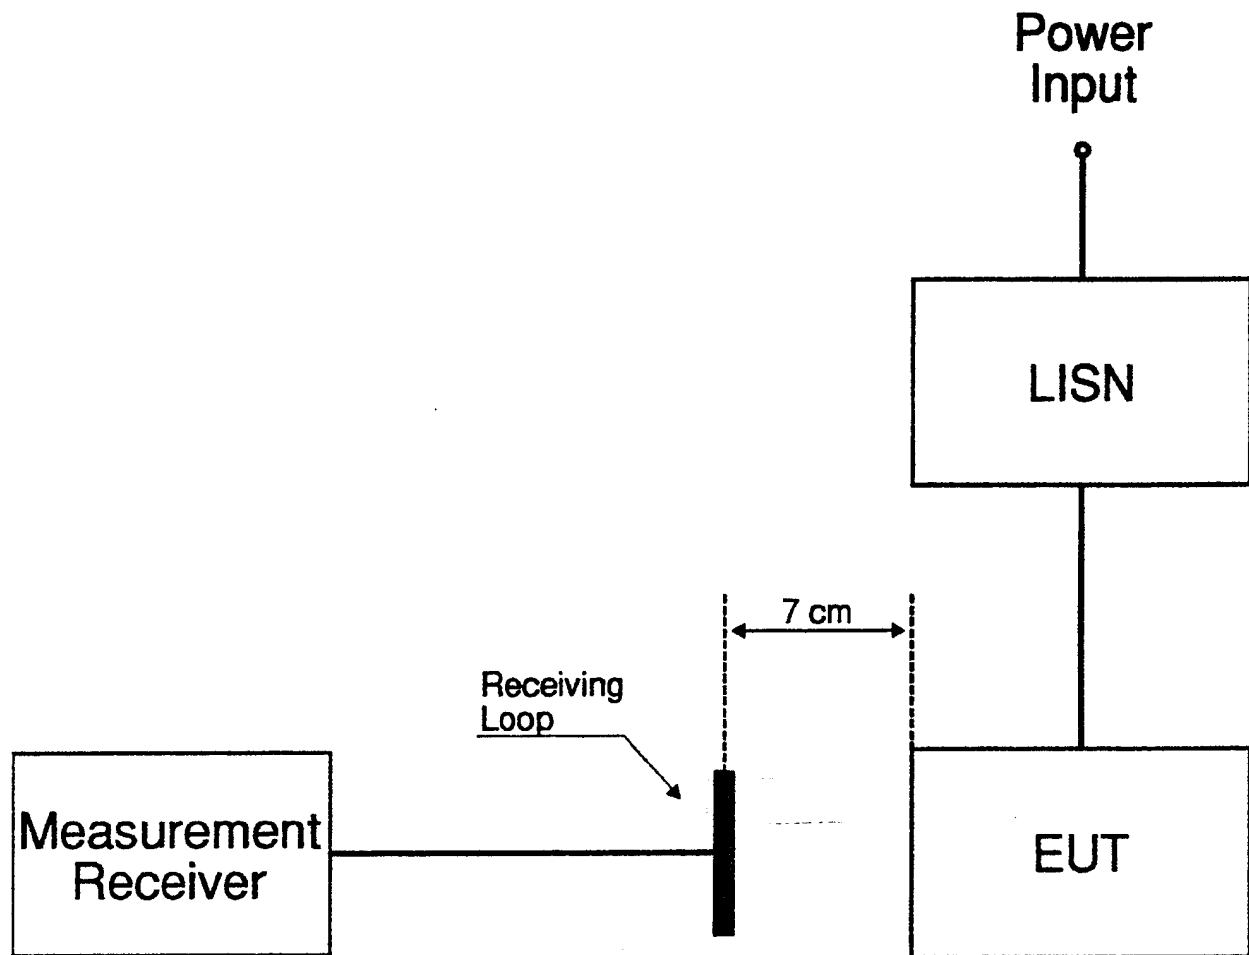 Power
Input
LISN
7 cm
Receiving
Loop
Measurement
Receiver
EUT